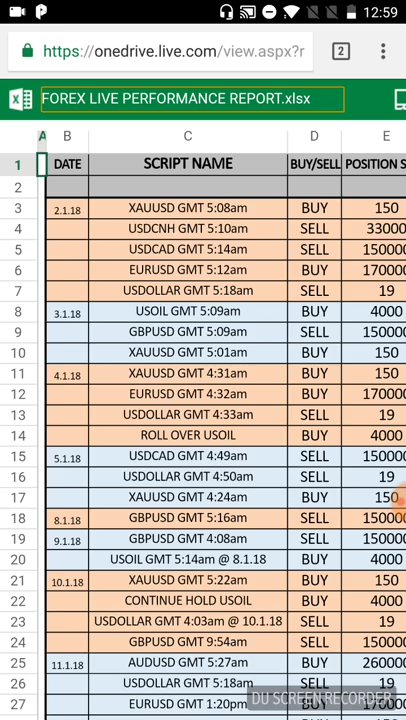 12:59
https://onedrive.live.com/view.aspx?r
2
FOREX LIVE PERFORMANCE REPORT.xlsx
A B C D E
1 DATE SCRIPT NAME BUY/SELL POSITION S
2
3 2.1.18 XAUUSD GMT 5:08am BUY 150
4 USDCNH GMT 5:10am SELL 33000
5 USDCAD GMT 5:14am SELL 150000
6 EURUSD GMT 5:12am BUY 170000
7 USDOLLAR GMT 5:18am SELL 19
8 3.1.18 USOIL GMT 5:09am BUY 4000
9 GBPUSD GMT 5:09am SELL 150000
10 XAUUSD GMT 5:01am BUY 150
11 4.1.18 XAUUSD GMT 4:31am BUY 150
12 EURUSD GMT 4:32am BUY 170000
13 USDOLLAR GMT 4:33am SELL 19
14 ROLL OVER USOIL BUY 4000
15 5.1.18 USDCAD GMT 4:49am SELL 150000
16 USDOLLAR GMT 4:50am SELL 19
17 XAUUSD GMT 4:24am BUY 150
18 8.1.18 GBPUSD GMT 5:16am SELL 150000
19 9.1.18 GBPUSD GMT 4:08am SELL 150000
20 USOIL GMT 5:14am @ 8.1.18 BUY 4000
21 10.1.18 XAUUSD GMT 5:22am BUY 150
22 CONTINUE HOLD USOIL BUY 4000
23 USDOLLAR GMT 4:03am @ 10.1.18 SELL 19
24 GBPUSD GMT 9:54am SELL 150000
25 11.1.18 AUDUSD GMT 5:27am BUY 260000
26 USDOLLAR GMT 5:18am SELL 19
27 EURUSD GMT 1:20pm BUY 170000
DU SCREEN RECORDER